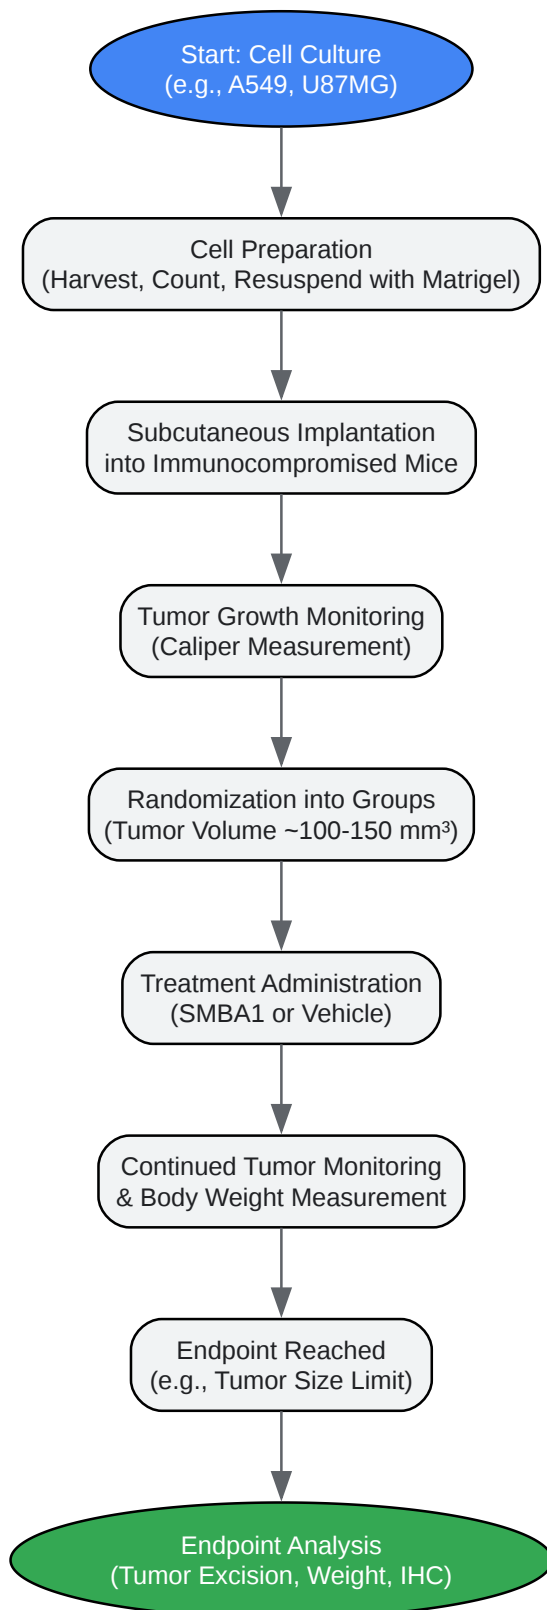 Start: Cell Culture
(e.g., A549, U87MG)
Cell Preparation
(Harvest, Count, Resuspend with Matrigel)
Subcutaneous Implantation
into Immunocompromised Mice
Tumor Growth Monitoring
(Caliper Measurement)
Randomization into Groups
(Tumor Volume ~100-150 mm³)
Treatment Administration
(SMBA1 or Vehicle)
Continued Tumor Monitoring
& Body Weight Measurement
Endpoint Reached
(e.g., Tumor Size Limit)
Endpoint Analysis
(Tumor Excision, Weight, IHC)